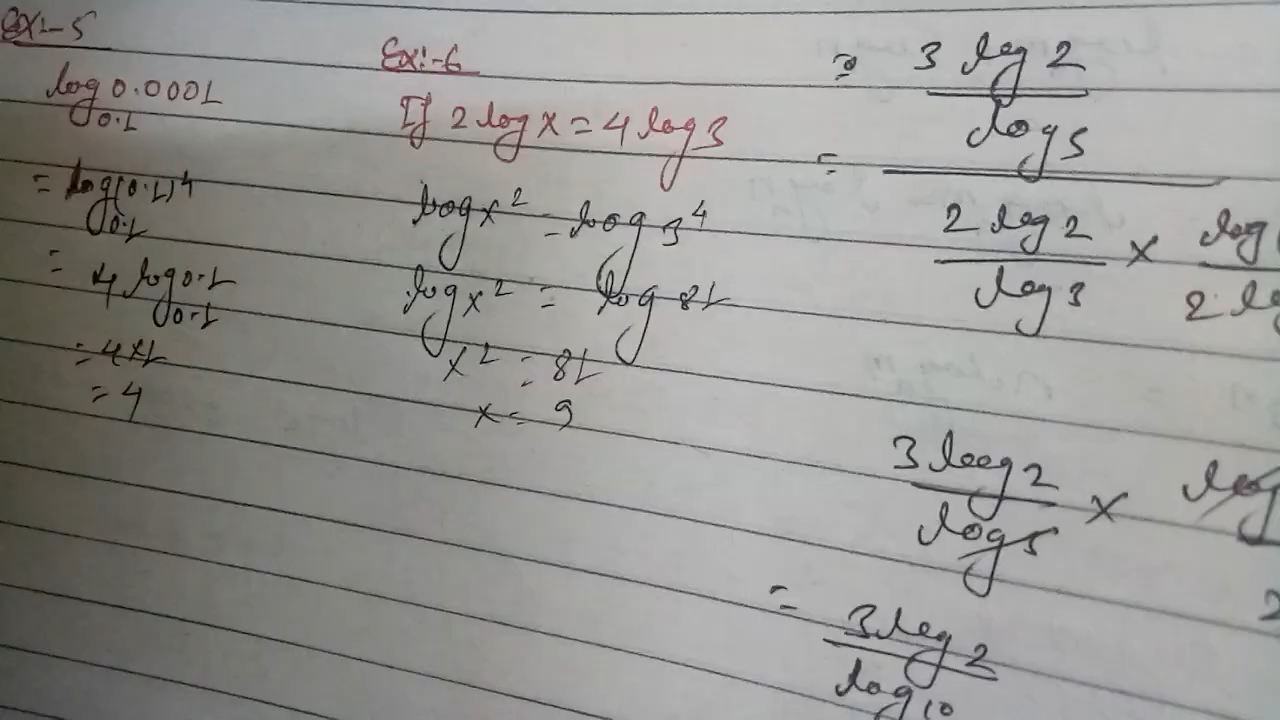 Ex:-5
log 0.0001
0.1
= log(0.1)^4
0.1
= 4 log 0.1
0.1
= 4×1
= 4
Ex:-6
If 2 log x = 4 log 3
log x² = log 3⁴
log x² = log 81
x² = 81
x = 9
3 log 2
log 5
=
2 log 2 × log
log 3 2
3 log 2 ×
log 5
= 3 log 2
log 10